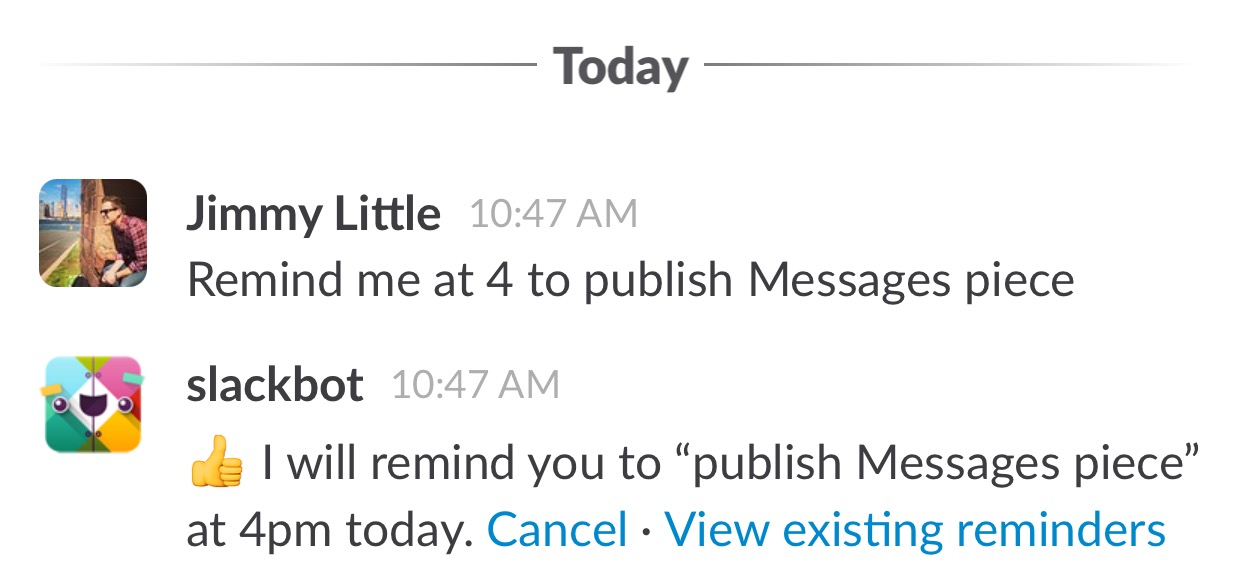 Today
Jimmy Little 10:47 AM
Remind me at 4 to publish Messages piece
slackbot 10:47 AM
👍 I will remind you to “publish Messages piece”
at 4pm today. Cancel · View existing reminders